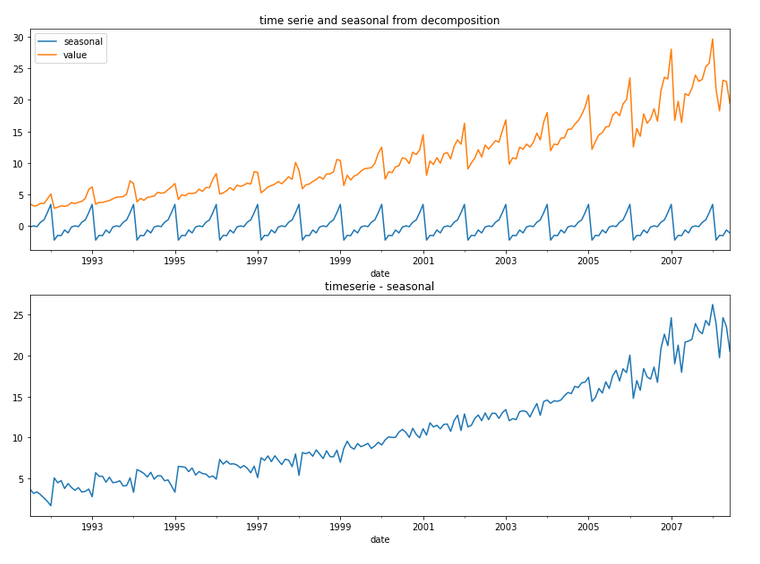 time serie and seasonal from decomposition
seasonal
value
30
25
20
15
10
5
0
1993 1995 1997 1999 2001 2003 2005 2007
date
timeserie - seasonal
25
20
15
10
5
1993 1995 1997 1999 2001 2003 2005 2007
date